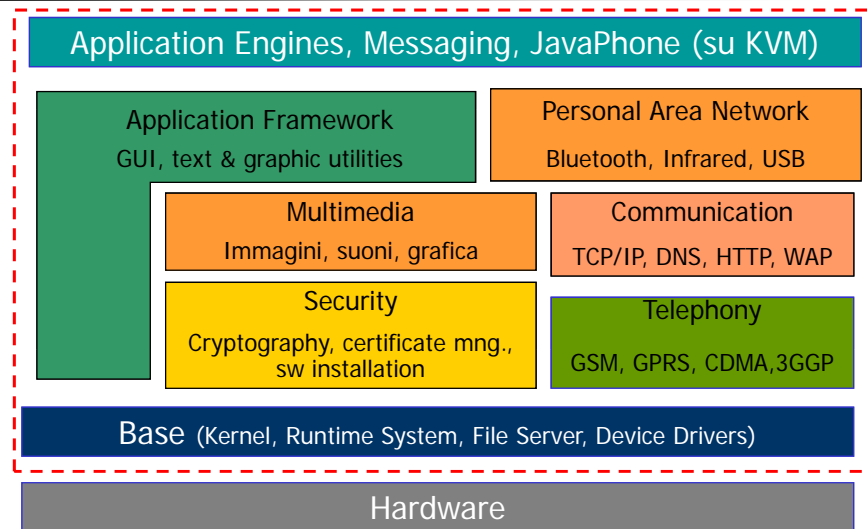 Application Engines, Messaging, JavaPhone (su KVM)
Application Framework
GUI, text & graphic utilities
Personal Area Network
Bluetooth, Infrared, USB
Multimedia
Immagini, suoni, grafica
Communication
TCP/IP, DNS, HTTP, WAP
Security
Cryptography, certificate mng.,
sw installation
Telephony
GSM, GPRS, CDMA,3GGP
Base (Kernel, Runtime System, File Server, Device Drivers)
Hardware